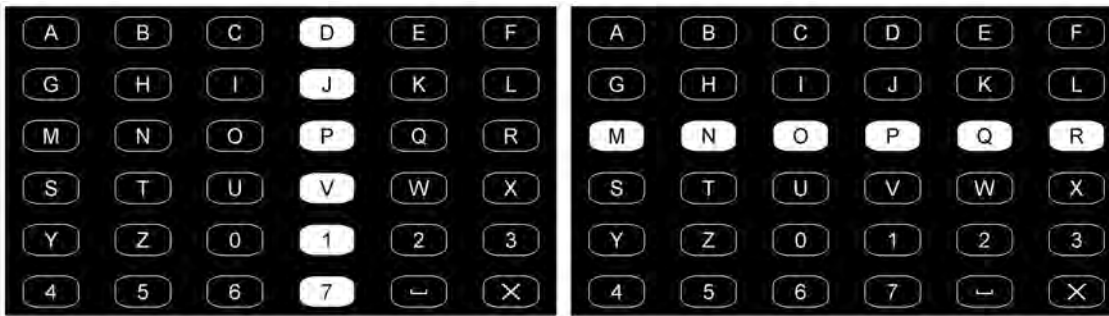 A B C D E F
G H I J K L
M N O P Q R
S T U V W X
Y Z 0 1 2 3
4 5 6 7 ⎵ ✕
A B C D E F
G H I J K L
M N O P Q R
S T U V W X
Y Z 0 1 2 3
4 5 6 7 ⎵ ✕